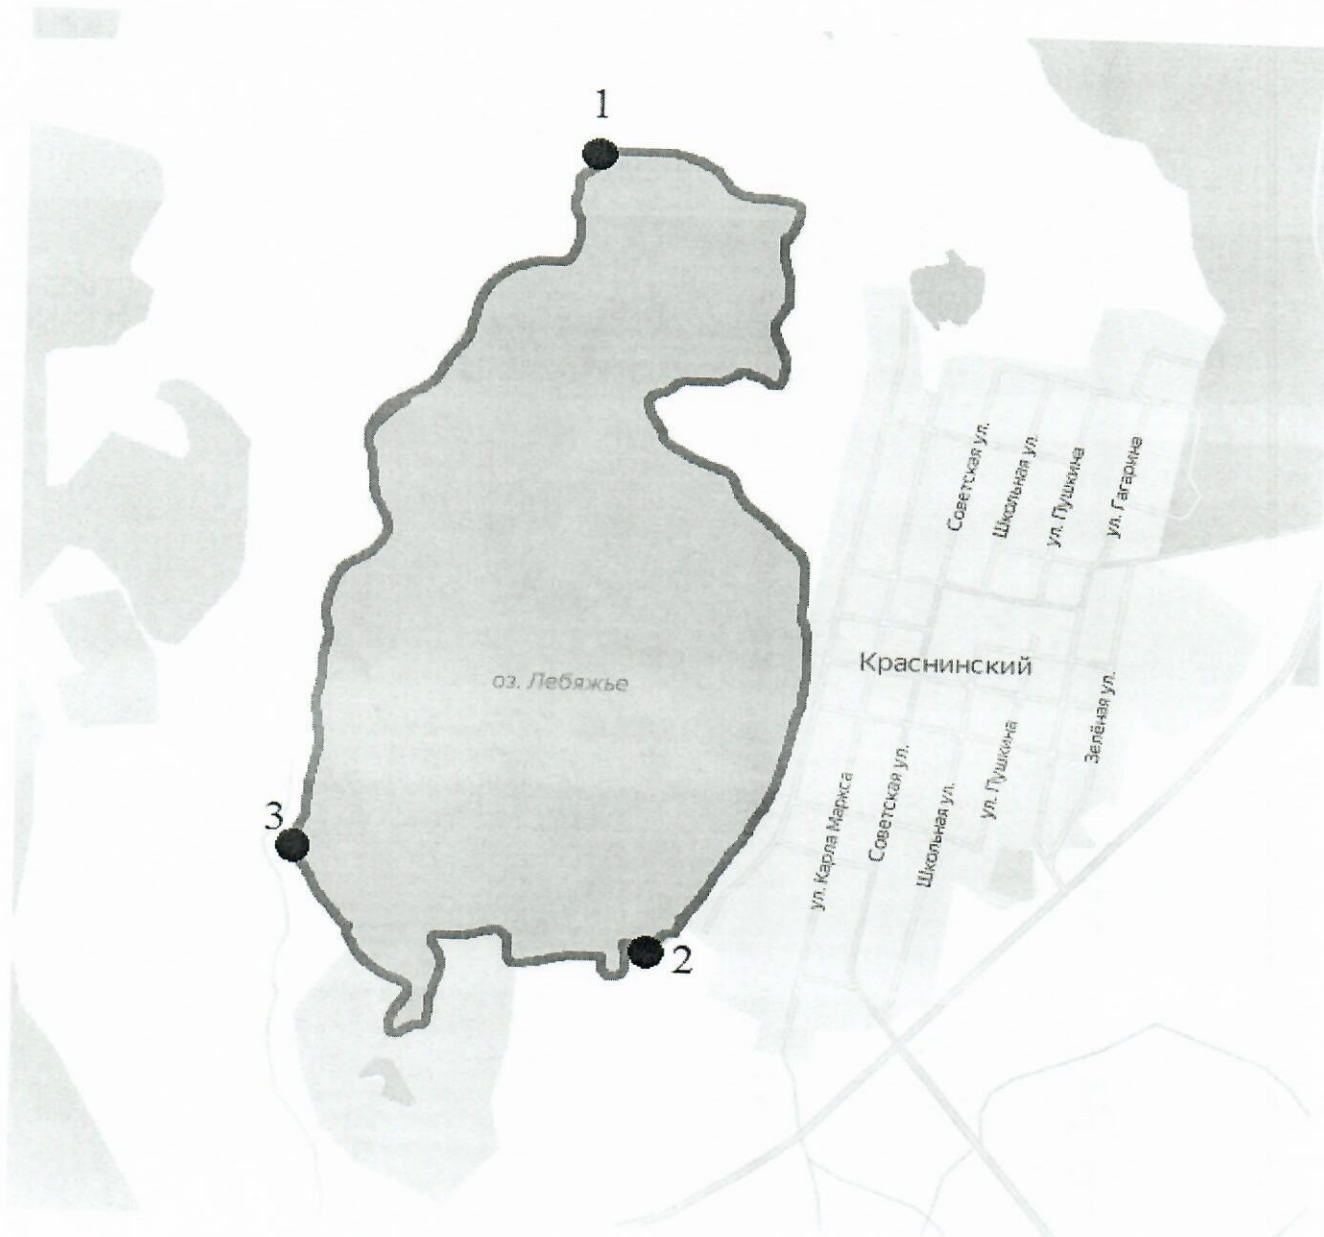 1
Советская ул.
Школьная ул.
ул. Пушкина
ул. Гагарина
Краснинский
оз. Лебяжье
Зелёная ул.
ул. Пушкина
Советская ул.
ул. Карла Маркса
Школьная ул.
3
2